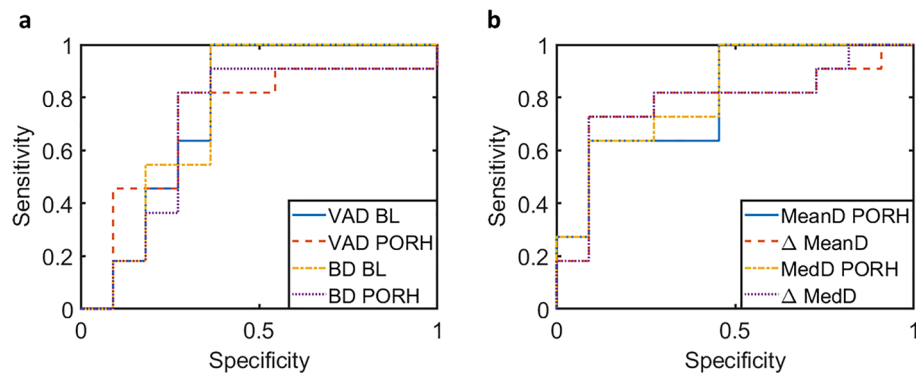 a
1
0.8
0.6
0.4
0.2
0
Sensitivity
VAD BL
VAD PORH
BD BL
BD PORH
0
0.5
1
Specificity
b
1
0.8
0.6
0.4
0.2
0
Sensitivity
MeanD PORH
Δ MeanD
MedD PORH
Δ MedD
0
0.5
1
Specificity